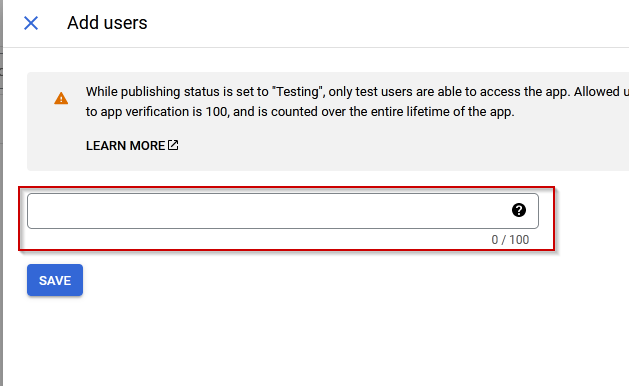 Add users
While publishing status is set to "Testing", only test users are able to access the app. Allowed u
to app verification is 100, and is counted over the entire lifetime of the app.
LEARN MORE
?
0 / 100
SAVE